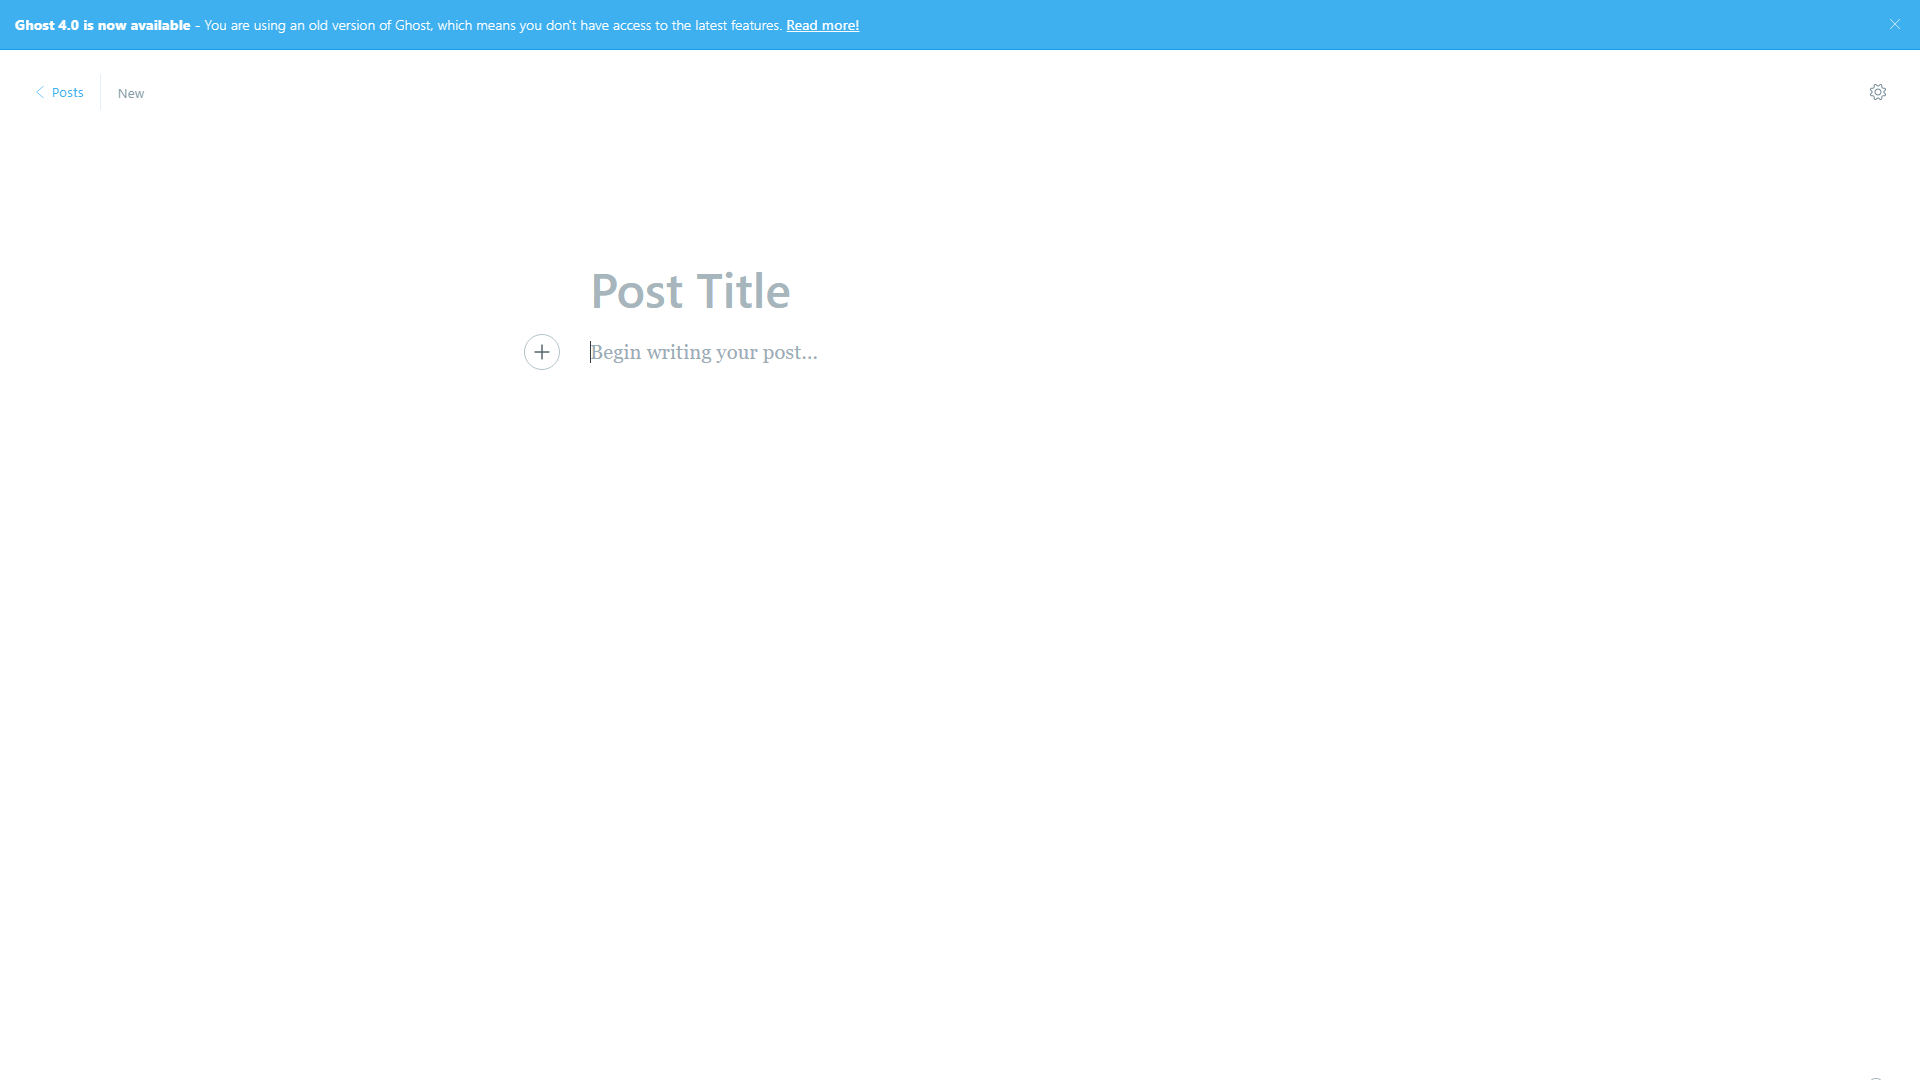 Ghost 4.0 is now available - You are using an old version of Ghost, which means you don't have access to the latest features. Read more!
Posts
New
Post Title
Begin writing your post...